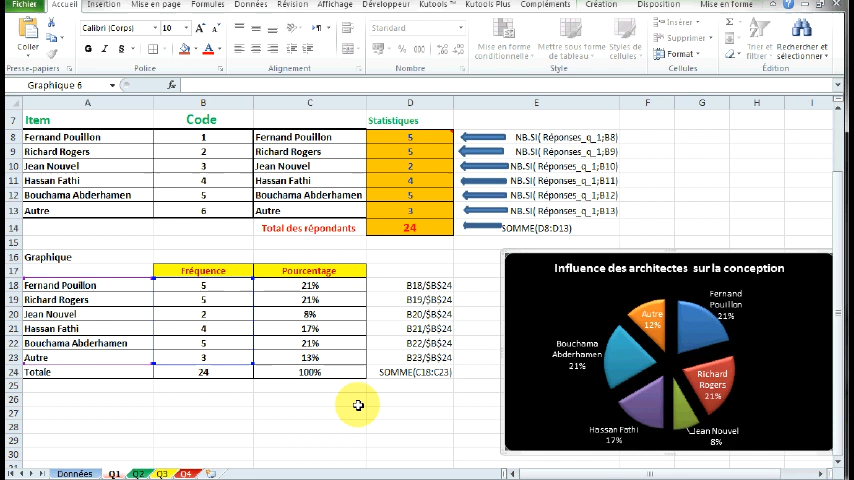 Fichier Accueil Insertion Mise en page Formules Données Révision Affichage Développeur Kutools ™ Kutools Plus Compléments Création Disposition Mise en forme
Calibri (Corps) 10 Standard Insérer
Coller G I S Mise en forme conditionnelle Mettre sous forme de tableau Styles de cellules Supprimer Format Trier et filtrer Rechercher et sélectionner
Presse-papiers Police Alignement Nombre Style Cellules Édition
Graphique 6 fx
A B C D E F G H I
7 Item Code Statistiques
8 Fernand Pouillon 1 Fernand Pouillon 5 NB.SI( Réponses_q_1;B8)
9 Richard Rogers 2 Richard Rogers 5 NB.SI( Réponses_q_1;B9)
10 Jean Nouvel 3 Jean Nouvel 2 NB.SI( Réponses_q_1;B10)
11 Hassan Fathi 4 Hassan Fathi 4 NB.SI( Réponses_q_1;B11)
12 Bouchama Abderhamen 5 Bouchama Abderhamen 5 NB.SI( Réponses_q_1;B12)
13 Autre 6 Autre 3 NB.SI( Réponses_q_1;B13)
14 Total des répondants 24 SOMME(D8:D13)
15
16 Graphique
17 Fréquence Pourcentage
18 Fernand Pouillon 5 21% B18/$B$24
19 Richard Rogers 5 21% B19/$B$24
20 Jean Nouvel 2 8% B20/$B$24
21 Hassan Fathi 4 17% B21/$B$24
22 Bouchama Abderhamen 5 21% B22/$B$24
23 Autre 3 13% B23/$B$24
24 Totale 24 100% SOMME(C18:C23)
25
26
27
28
29
30
Influence des architectes sur la conception
Fernand
Pouillon
21%
Autre
12%
Bouchama
Abderhamen
21%
Richard
Rogers
21%
Hassan Fathi
17%
Jean Nouvel
8%
Données Q1 Q2 Q3 Q4